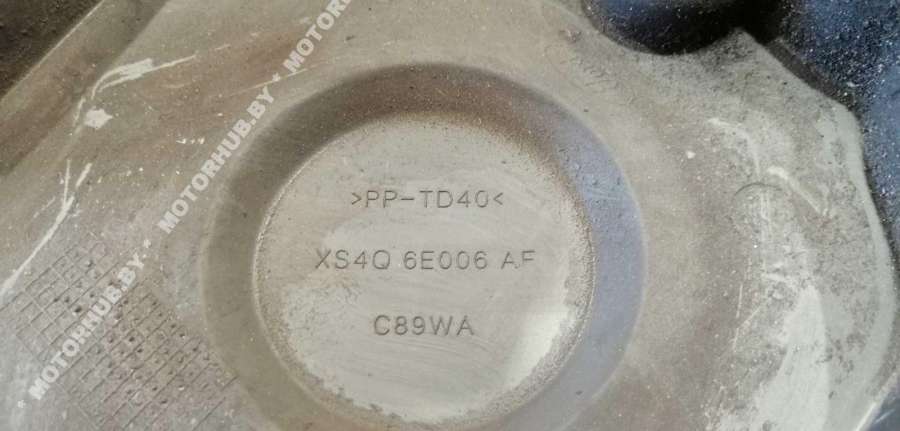 >PP-TD40<
XS4Q 6E006 AF
C89WA
* MOTORHUB.BY * MOTORHUB.BY * MOTORHUB.BY